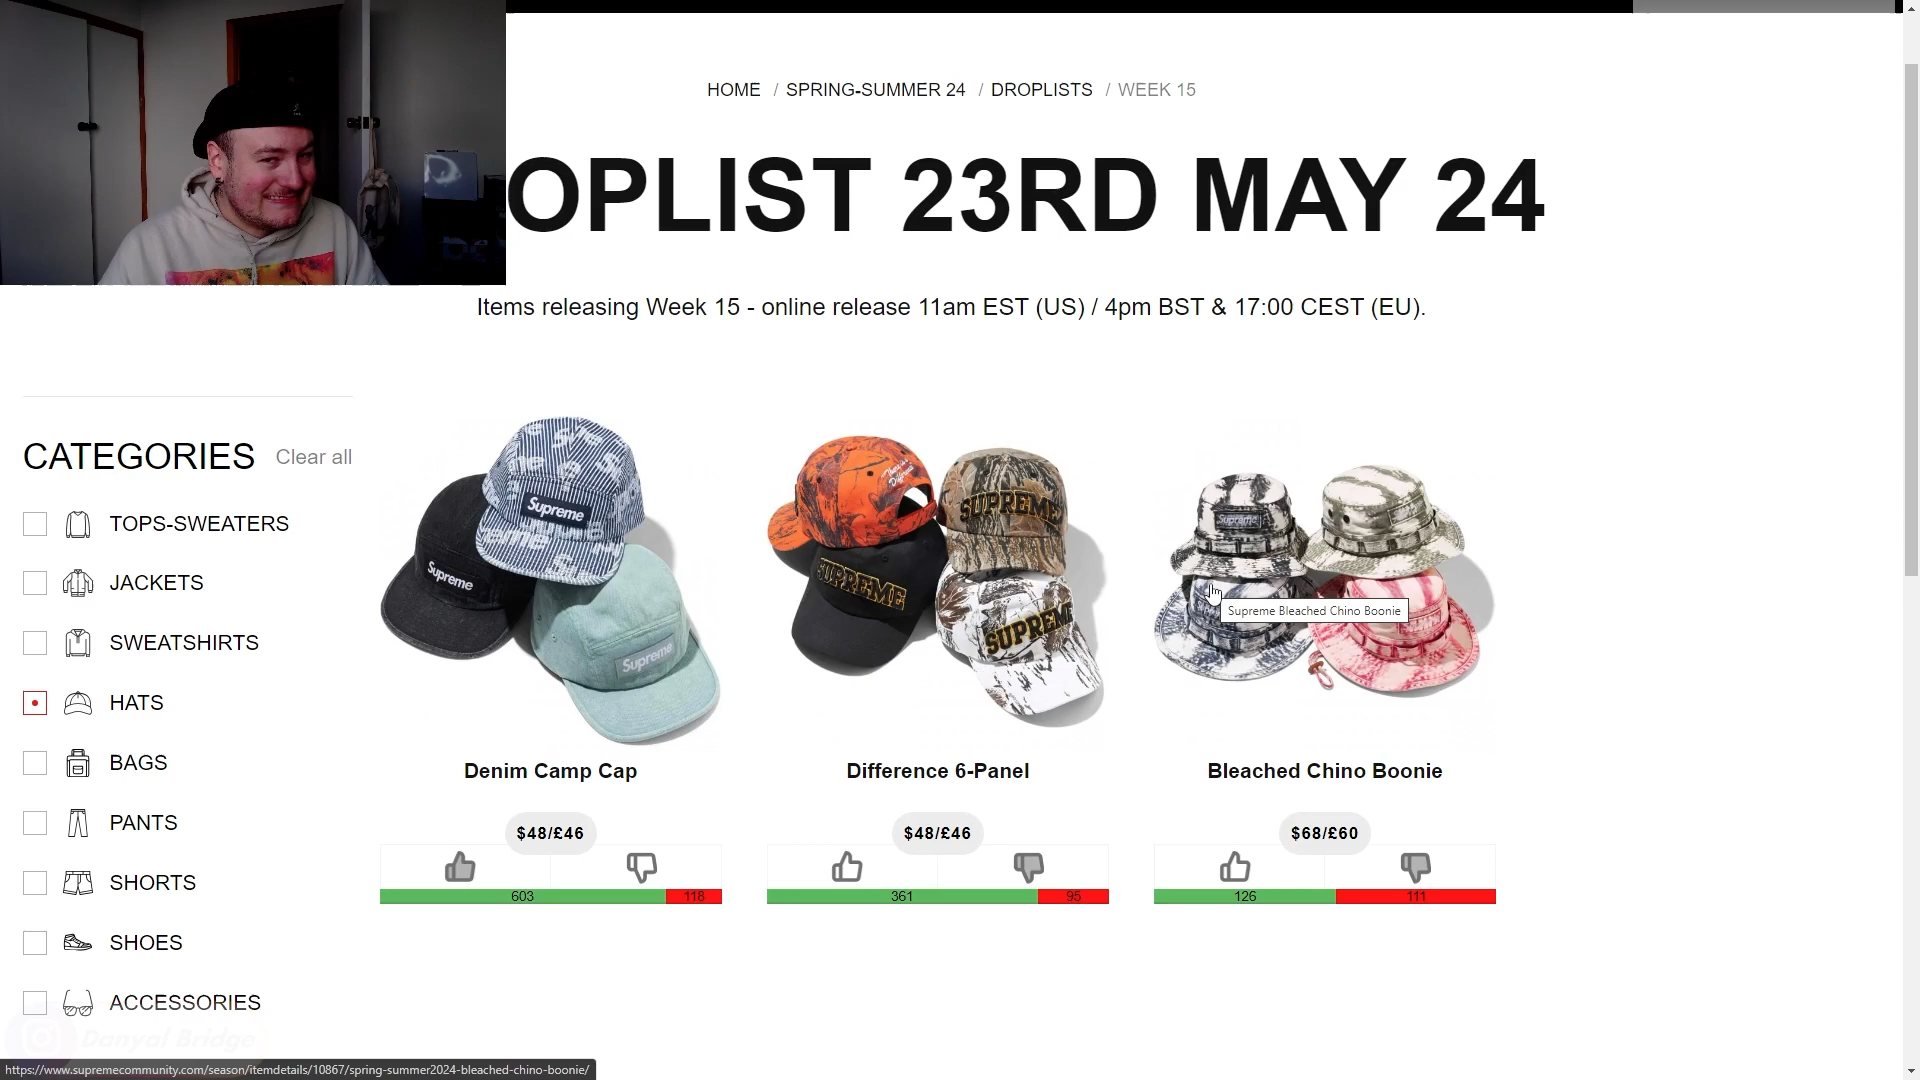 HOME / SPRING-SUMMER 24 / DROPLISTS / WEEK 15
OPLIST 23RD MAY 24
Items releasing Week 15 - online release 11am EST (US) / 4pm BST & 17:00 CEST (EU).
CATEGORIES Clear all
TOPS-SWEATERS
JACKETS
SWEATSHIRTS
HATS
BAGS
PANTS
SHORTS
SHOES
ACCESSORIES
Supreme
Supreme
Supreme
Denim Camp Cap
$48/£46
603 118
SUPREME
SUPREME
SUPREME
Difference 6-Panel
$48/£46
361 95
Supreme
Supreme Bleached Chino Boonie
Bleached Chino Boonie
$68/£60
126 111
Danyal Bridge
https://www.supremecommunity.com/season/itemdetails/10867/spring-summer2024-bleached-chino-boonie/